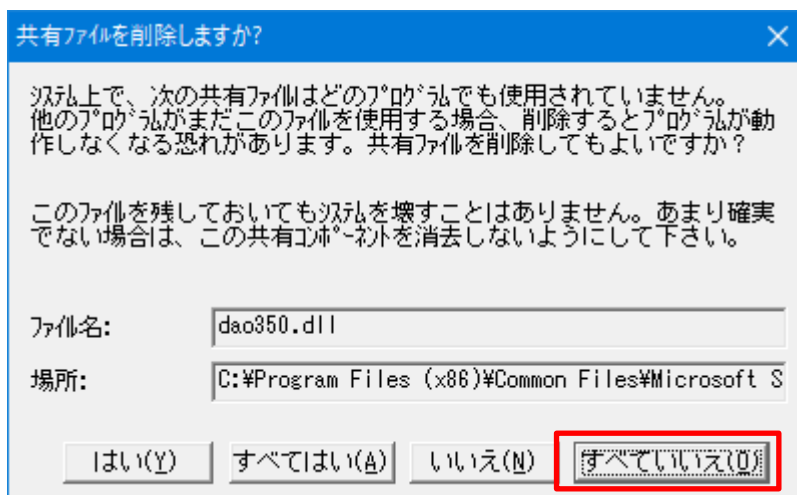 共有ﾌｧｲﾙを削除しますか?
ｼｽﾃﾑ上で、次の共有ﾌｧｲﾙはどのﾌﾟﾛｸﾞﾗﾑでも使用されていません。
他のﾌﾟﾛｸﾞﾗﾑがまだこのﾌｧｲﾙを使用する場合、削除するとﾌﾟﾛｸﾞﾗﾑが動
作しなくなる恐れがあります。共有ﾌｧｲﾙを削除してもよいですか？
このﾌｧｲﾙを残しておいてもｼｽﾃﾑを壊すことはありません。あまり確実
でない場合は、この共有ｺﾝﾎﾟｰﾈﾝﾄを消去しないようにして下さい。
ﾌｧｲﾙ名: dao350.dll
場所: C:¥Program Files (x86)¥Common Files¥Microsoft S
はい(Y) すべてはい(A) いいえ(N) すべていいえ(O)